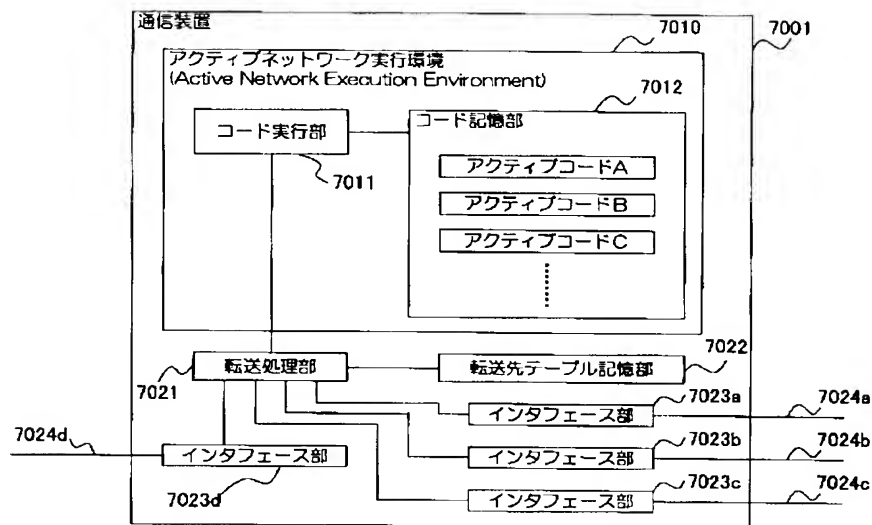 通信装置
7010
7001
アクティブネットワーク実行環境
(Active Network Execution Environment)
7012
コード実行部
コード記憶部
7011
アクティブコードA
アクティブコードB
アクティブコードC
転送処理部
7021
転送先テーブル記憶部
7022
7023a
7024a
インタフェース部
7024d
インタフェース部
7023d
7023b
7024b
インタフェース部
7023c
7024c
インタフェース部